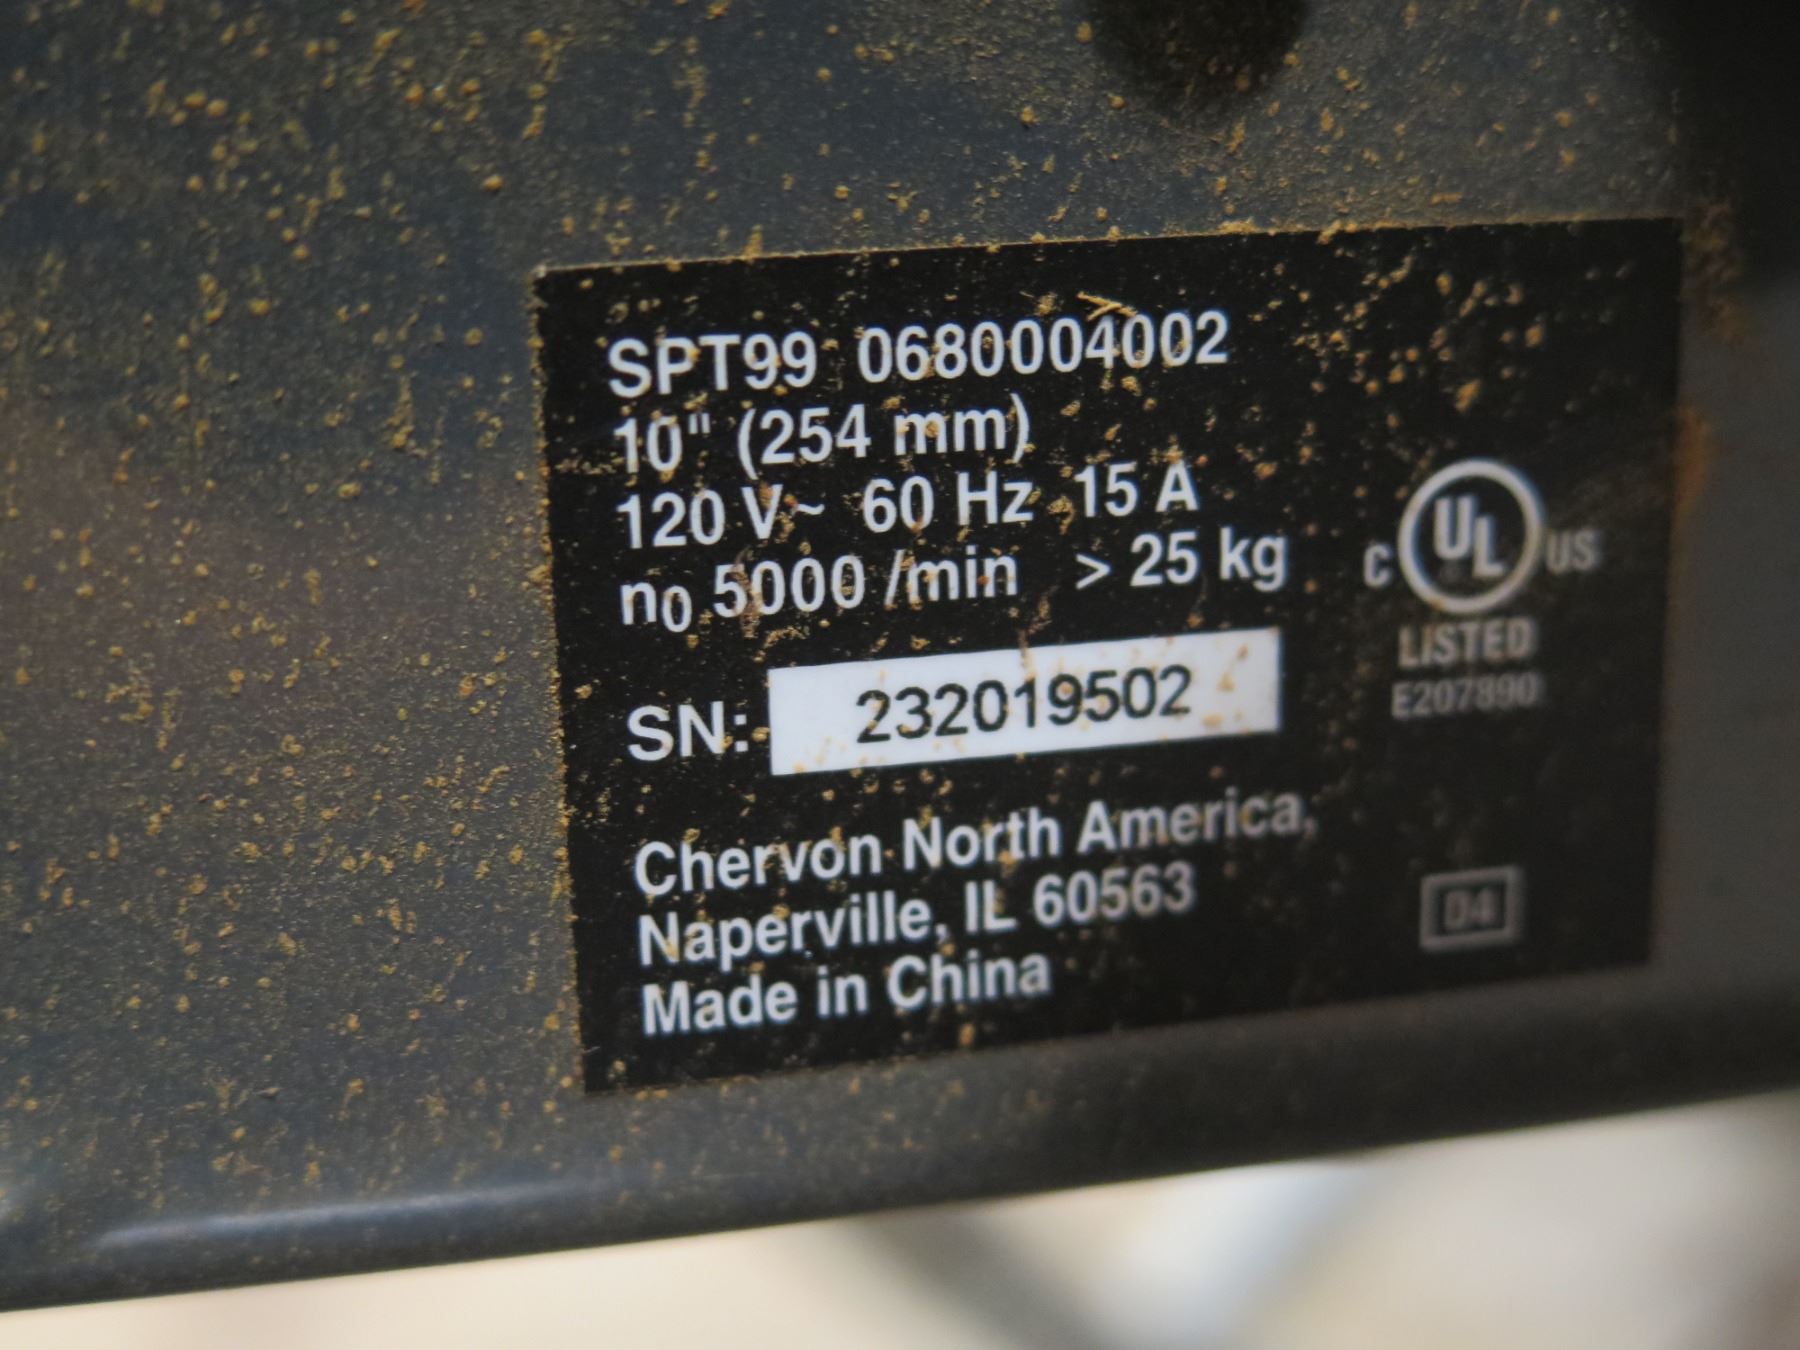 SPT99 0680004002
10" (254 mm)
120 V~ 60 Hz 15 A
n0 5000 /min > 25 kg
C UL US
LISTED
E207890
SN: 232019502
Chervon North America,
Naperville, IL 60563
Made in China
04